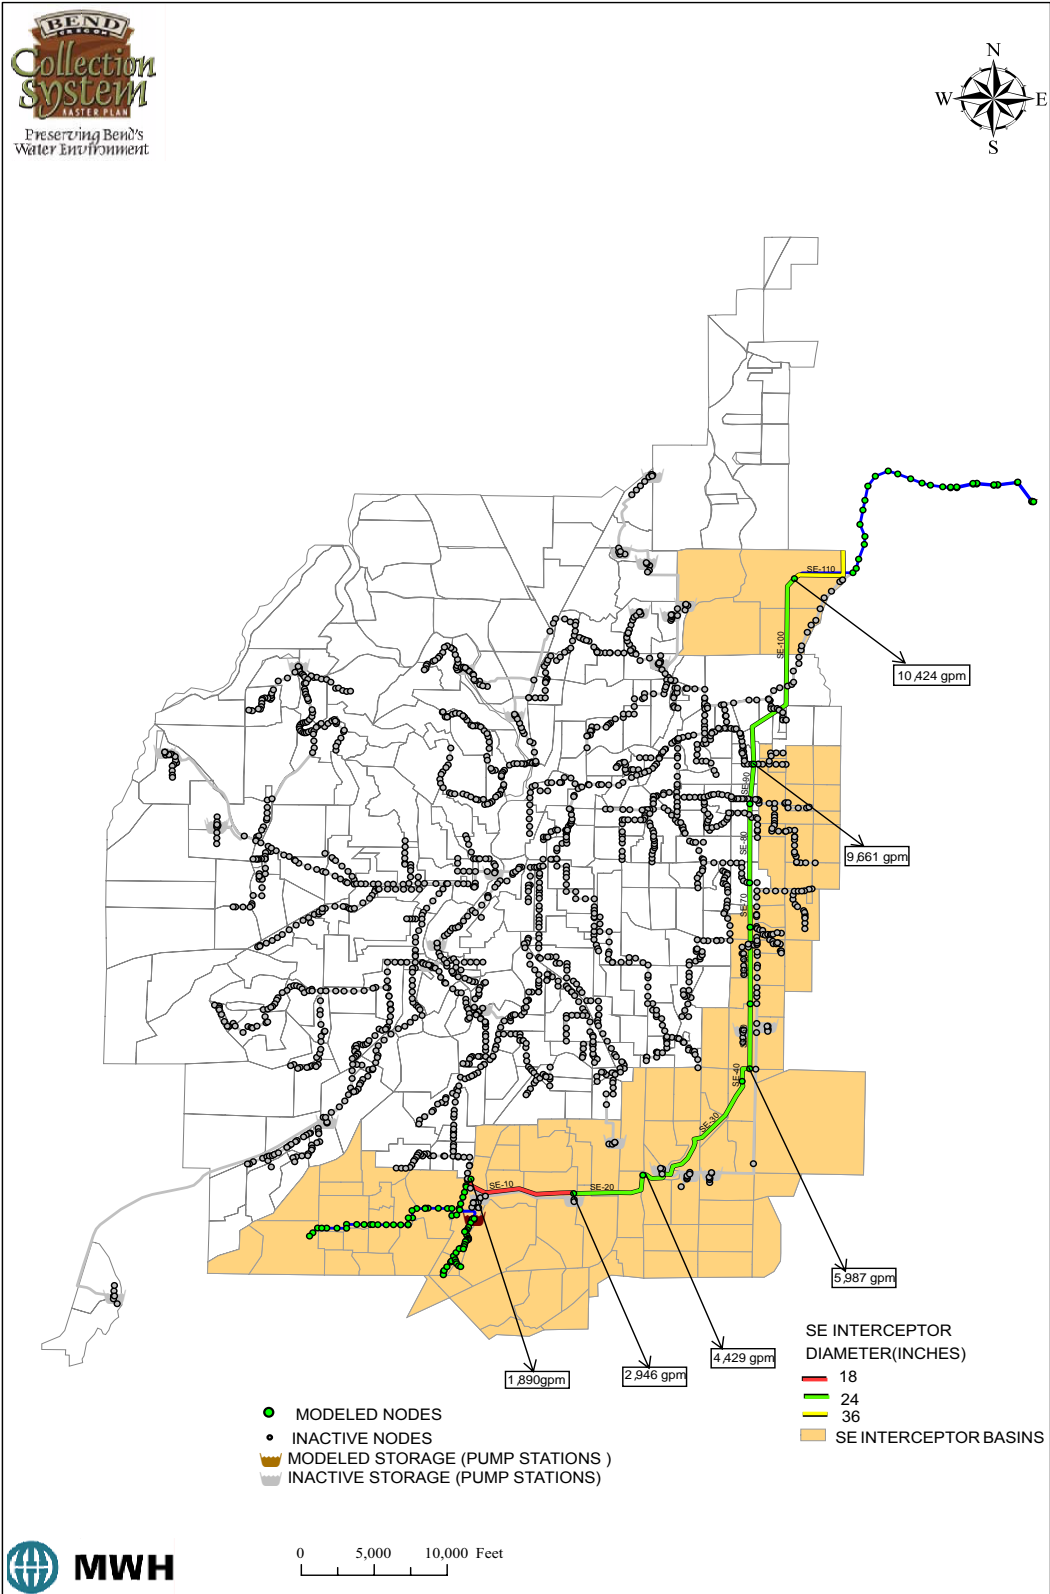 BEND
OREGON
Collection
System
MASTER PLAN
Preserving Bend's
Water Environment
N
W E
S
SE-110
SE-100
10,424 gpm
SE-90
9,661 gpm
SE-80
SE-70
SE-40
SE-30
SE-10
SE-20
5,987 gpm
4,429 gpm
2,946 gpm
1,890gpm
SE INTERCEPTOR
DIAMETER(INCHES)
18
24
36
SE INTERCEPTOR BASINS
MODELED NODES
INACTIVE NODES
MODELED STORAGE (PUMP STATIONS )
INACTIVE STORAGE (PUMP STATIONS)
MWH
0 5,000 10,000 Feet